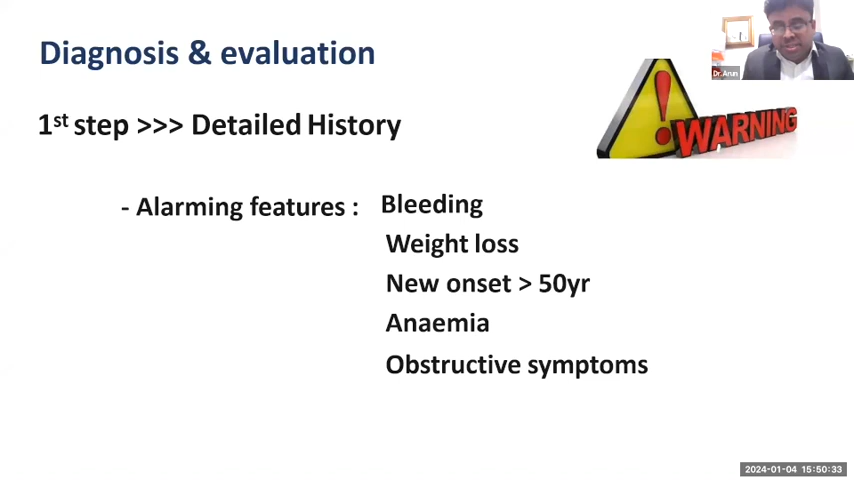 Diagnosis & evaluation
1st step >>> Detailed History
- Alarming features : Bleeding
Weight loss
New onset > 50yr
Anaemia
Obstructive symptoms
WARNING
Dr.Arun
2024-01-04 15:50:33